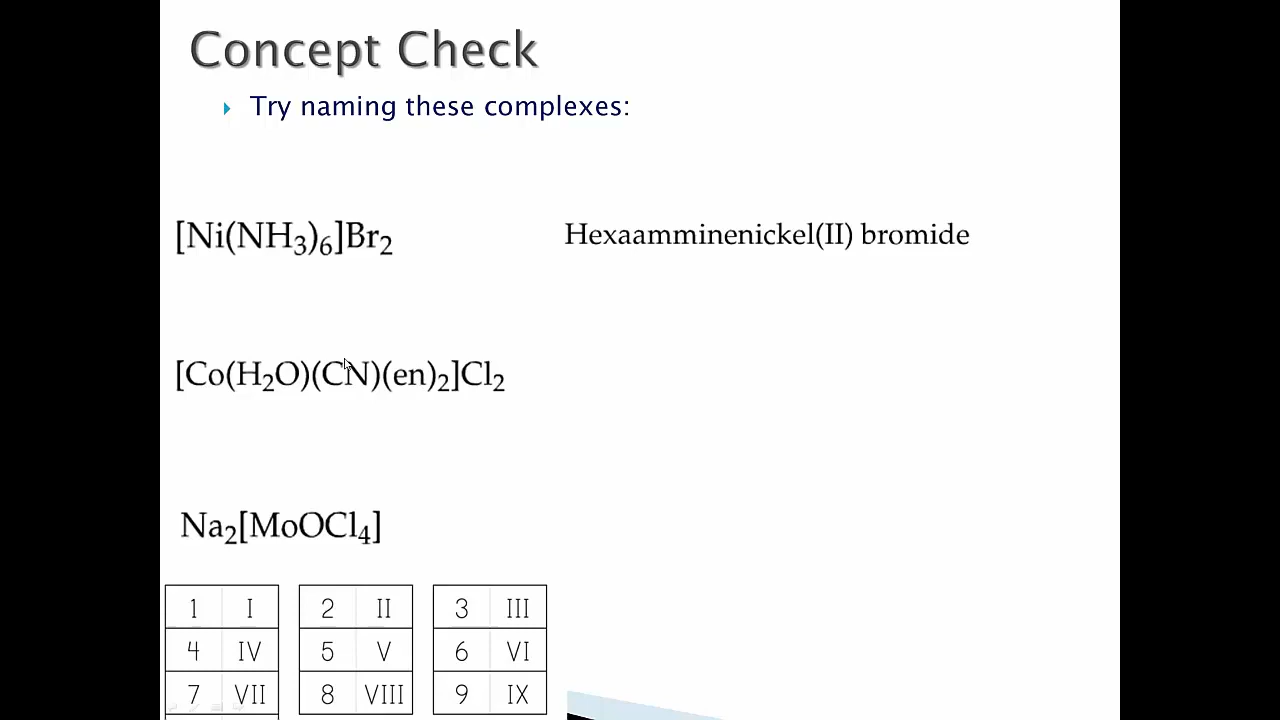 Concept Check
Try naming these complexes:
[Ni(NH₃)₆]Br₂ Hexaamminenickel(II) bromide
[Co(H₂O)(CN)(en)₂]Cl₂
Na₂[MoOCl₄]
1 I 2 II 3 III
4 IV 5 V 6 VI
7 VII 8 VIII 9 IX